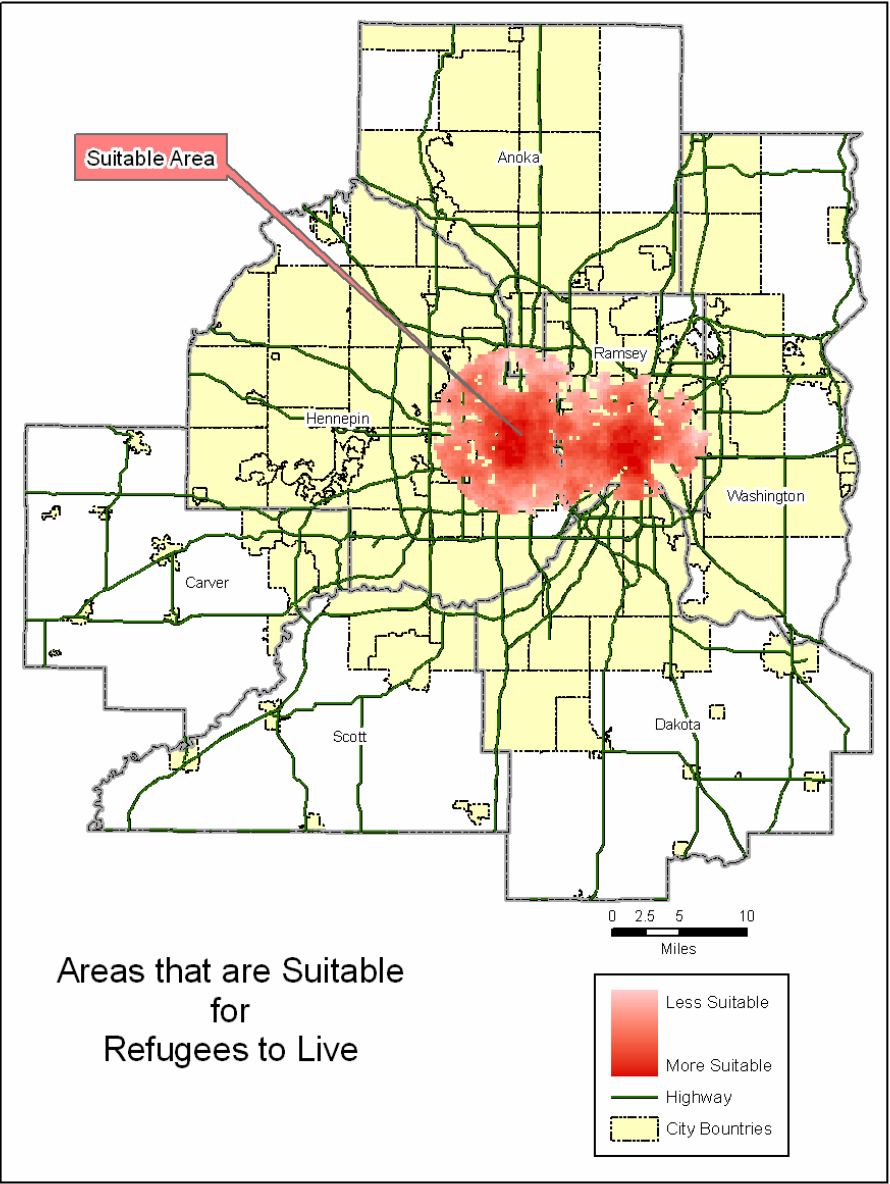 Suitable Area
Anoka
Ramsey
Hennepin
Washington
Carver
Scott
Dakota
0 2.5 5 10
Miles
Areas that are Suitable
for
Refugees to Live
Less Suitable
More Suitable
Highway
City Bountries